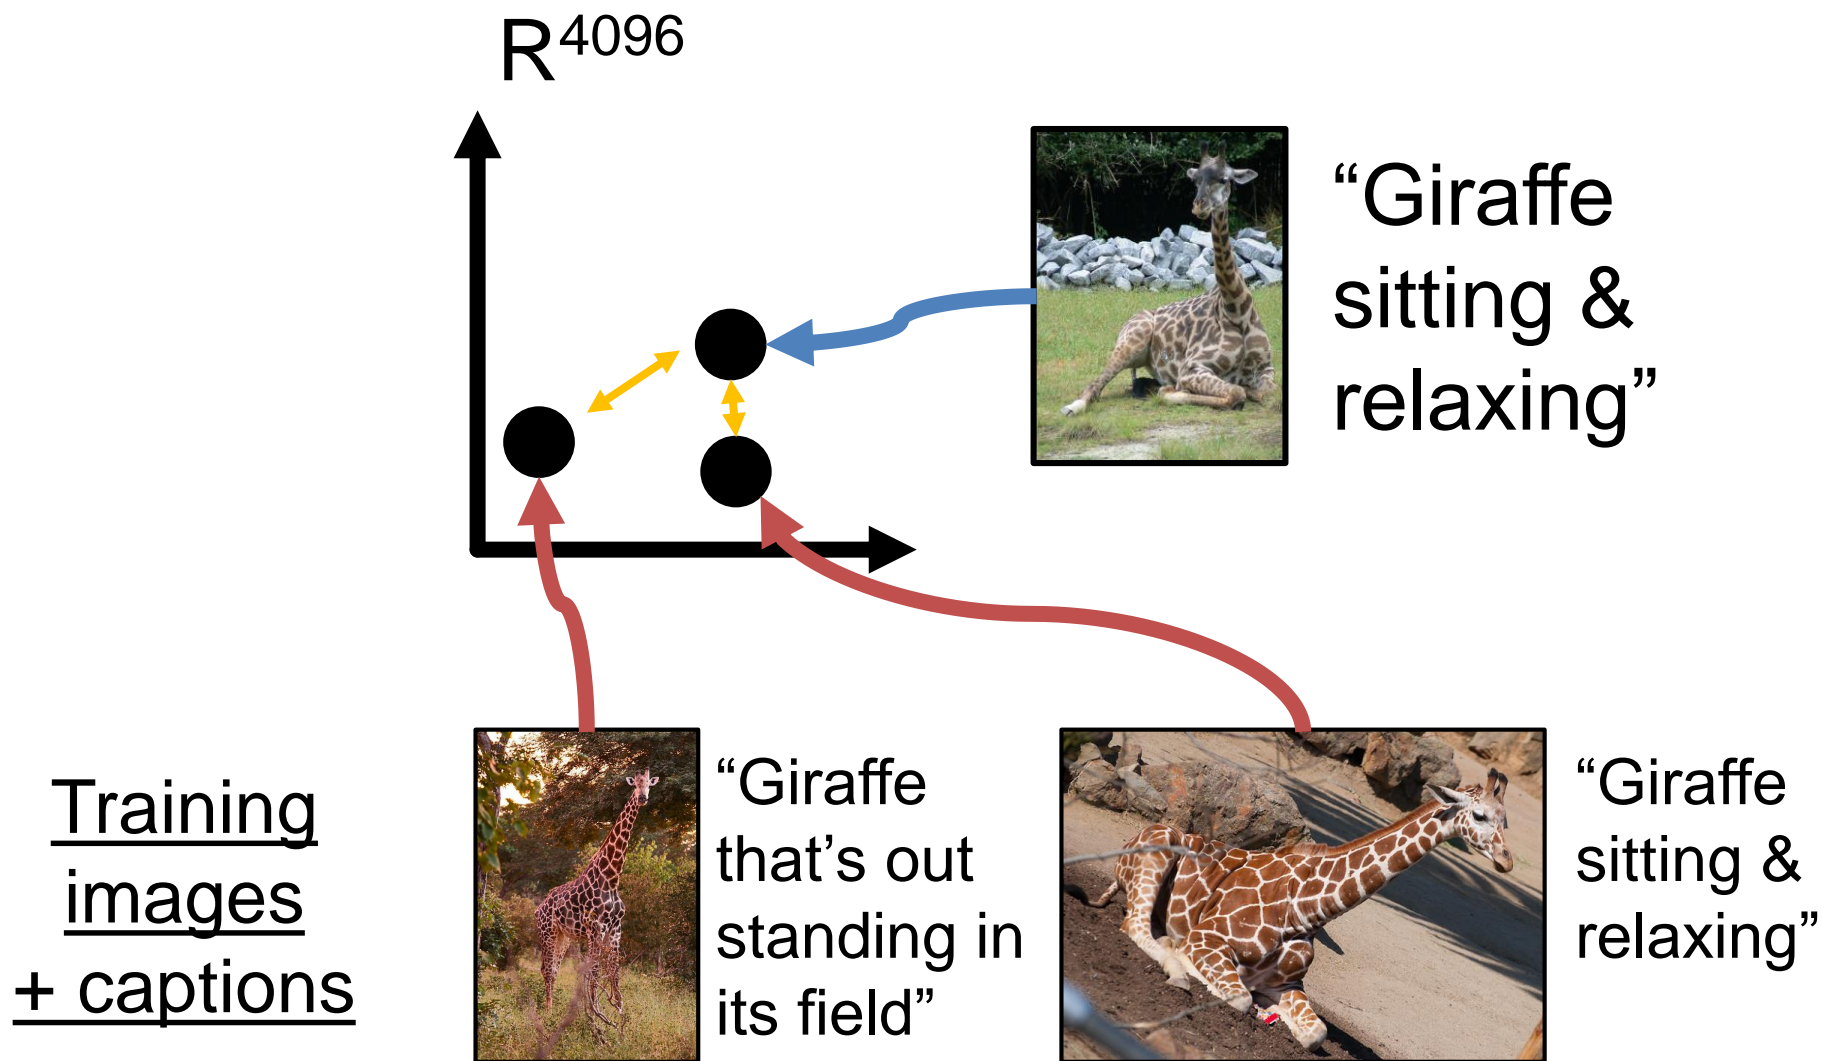 R⁴⁰⁹⁶
“Giraffe
sitting &
relaxing”
Training
images
+ captions
“Giraffe
that’s out
standing in
its field”
“Giraffe
sitting &
relaxing”